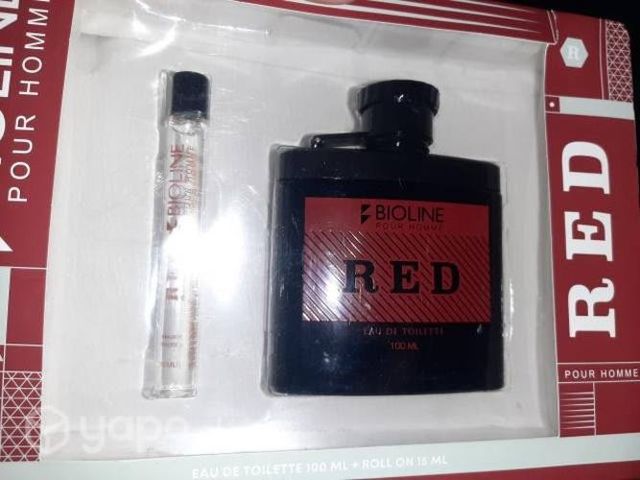 POUR HOMME
BIOLINE
RED
BIOLINE
POUR HOMME
RED
EAU DE TOILETTE
100 ML
R
RED
POUR HOMME
EAU DE TOILETTE 100 ML + ROLL ON 15 ML
yapo